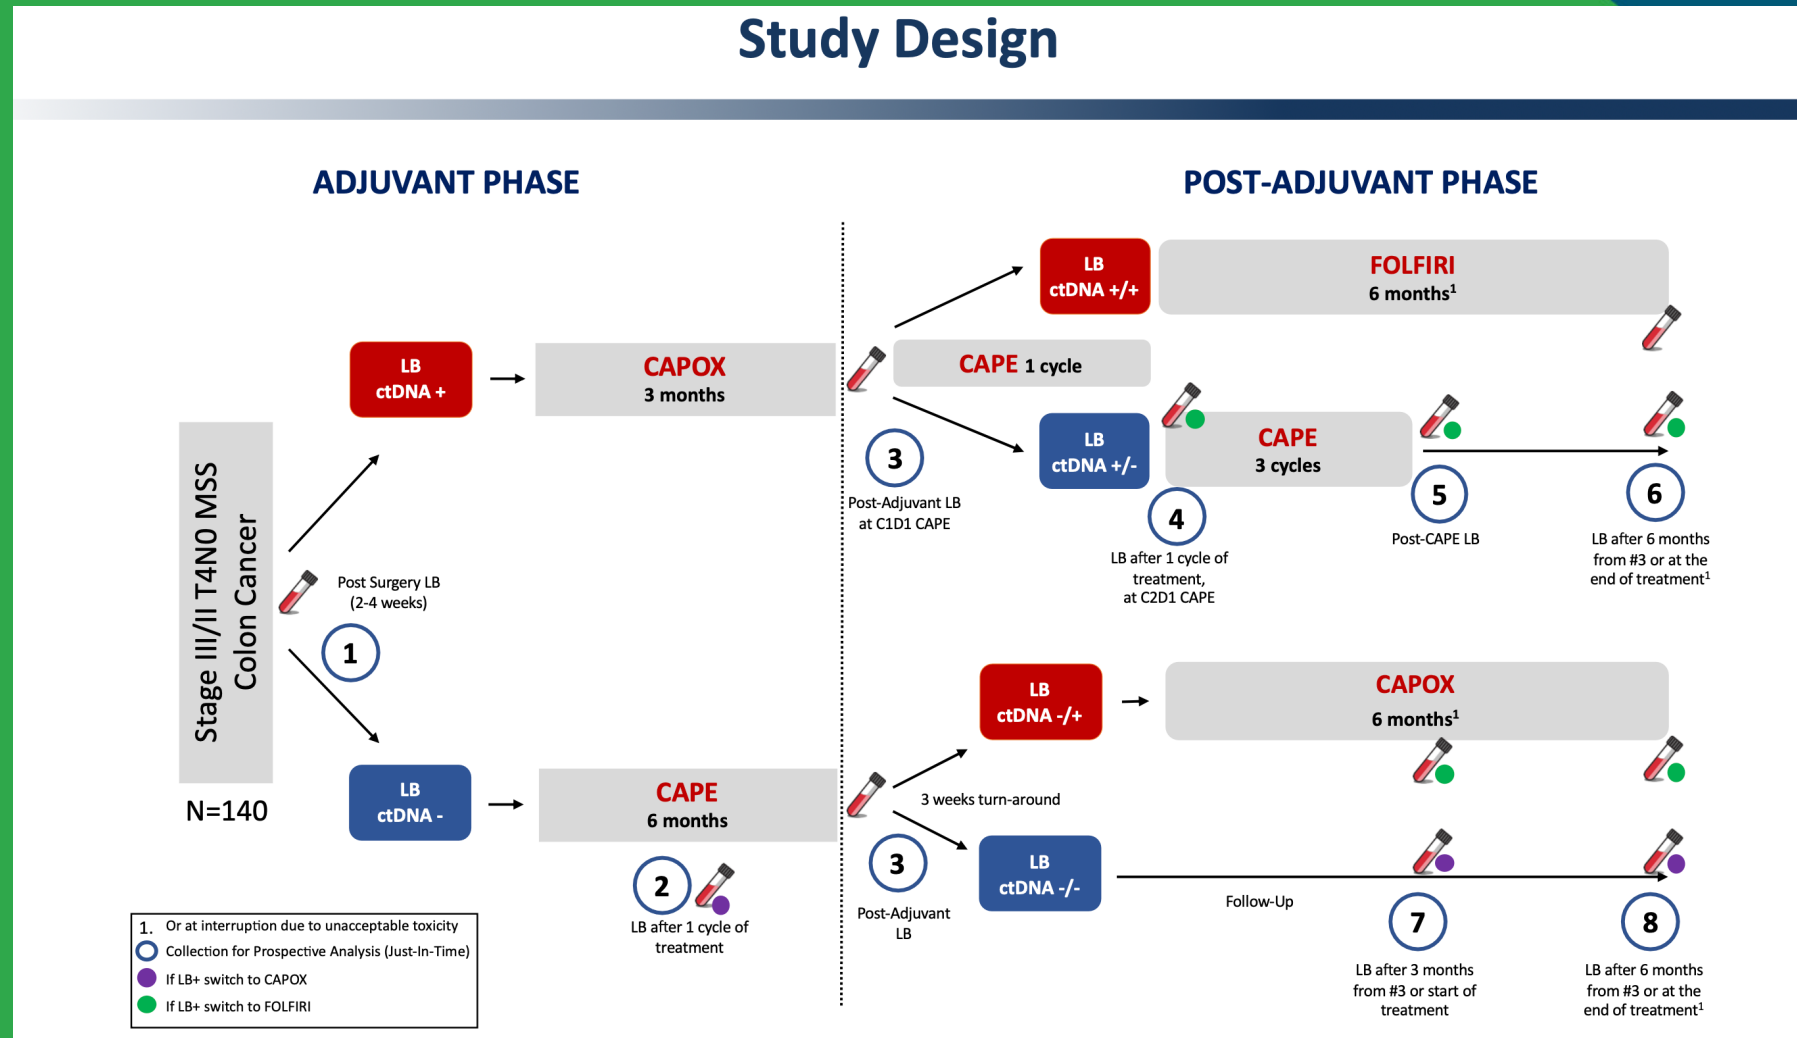 Study Design
ADJUVANT PHASE
POST-ADJUVANT PHASE
Stage III/II T4N0 MSS
Colon Cancer
N=140
Post Surgery LB
(2-4 weeks)
1
LB
ctDNA +
CAPOX
3 months
LB
ctDNA -
CAPE
6 months
2
LB after 1 cycle of
treatment
3
Post-Adjuvant LB
at C1D1 CAPE
CAPE 1 cycle
LB
ctDNA +/+
FOLFIRI
6 months¹
LB
ctDNA +/-
CAPE
3 cycles
4
LB after 1 cycle of
treatment,
at C2D1 CAPE
5
Post-CAPE LB
6
LB after 6 months
from #3 or at the
end of treatment¹
3
Post-Adjuvant
LB
3 weeks turn-around
LB
ctDNA -/+
CAPOX
6 months¹
LB
ctDNA -/-
Follow-Up
7
LB after 3 months
from #3 or start of
treatment
8
LB after 6 months
from #3 or at the
end of treatment¹
1. Or at interruption due to unacceptable toxicity
Collection for Prospective Analysis (Just-In-Time)
If LB+ switch to CAPOX
If LB+ switch to FOLFIRI